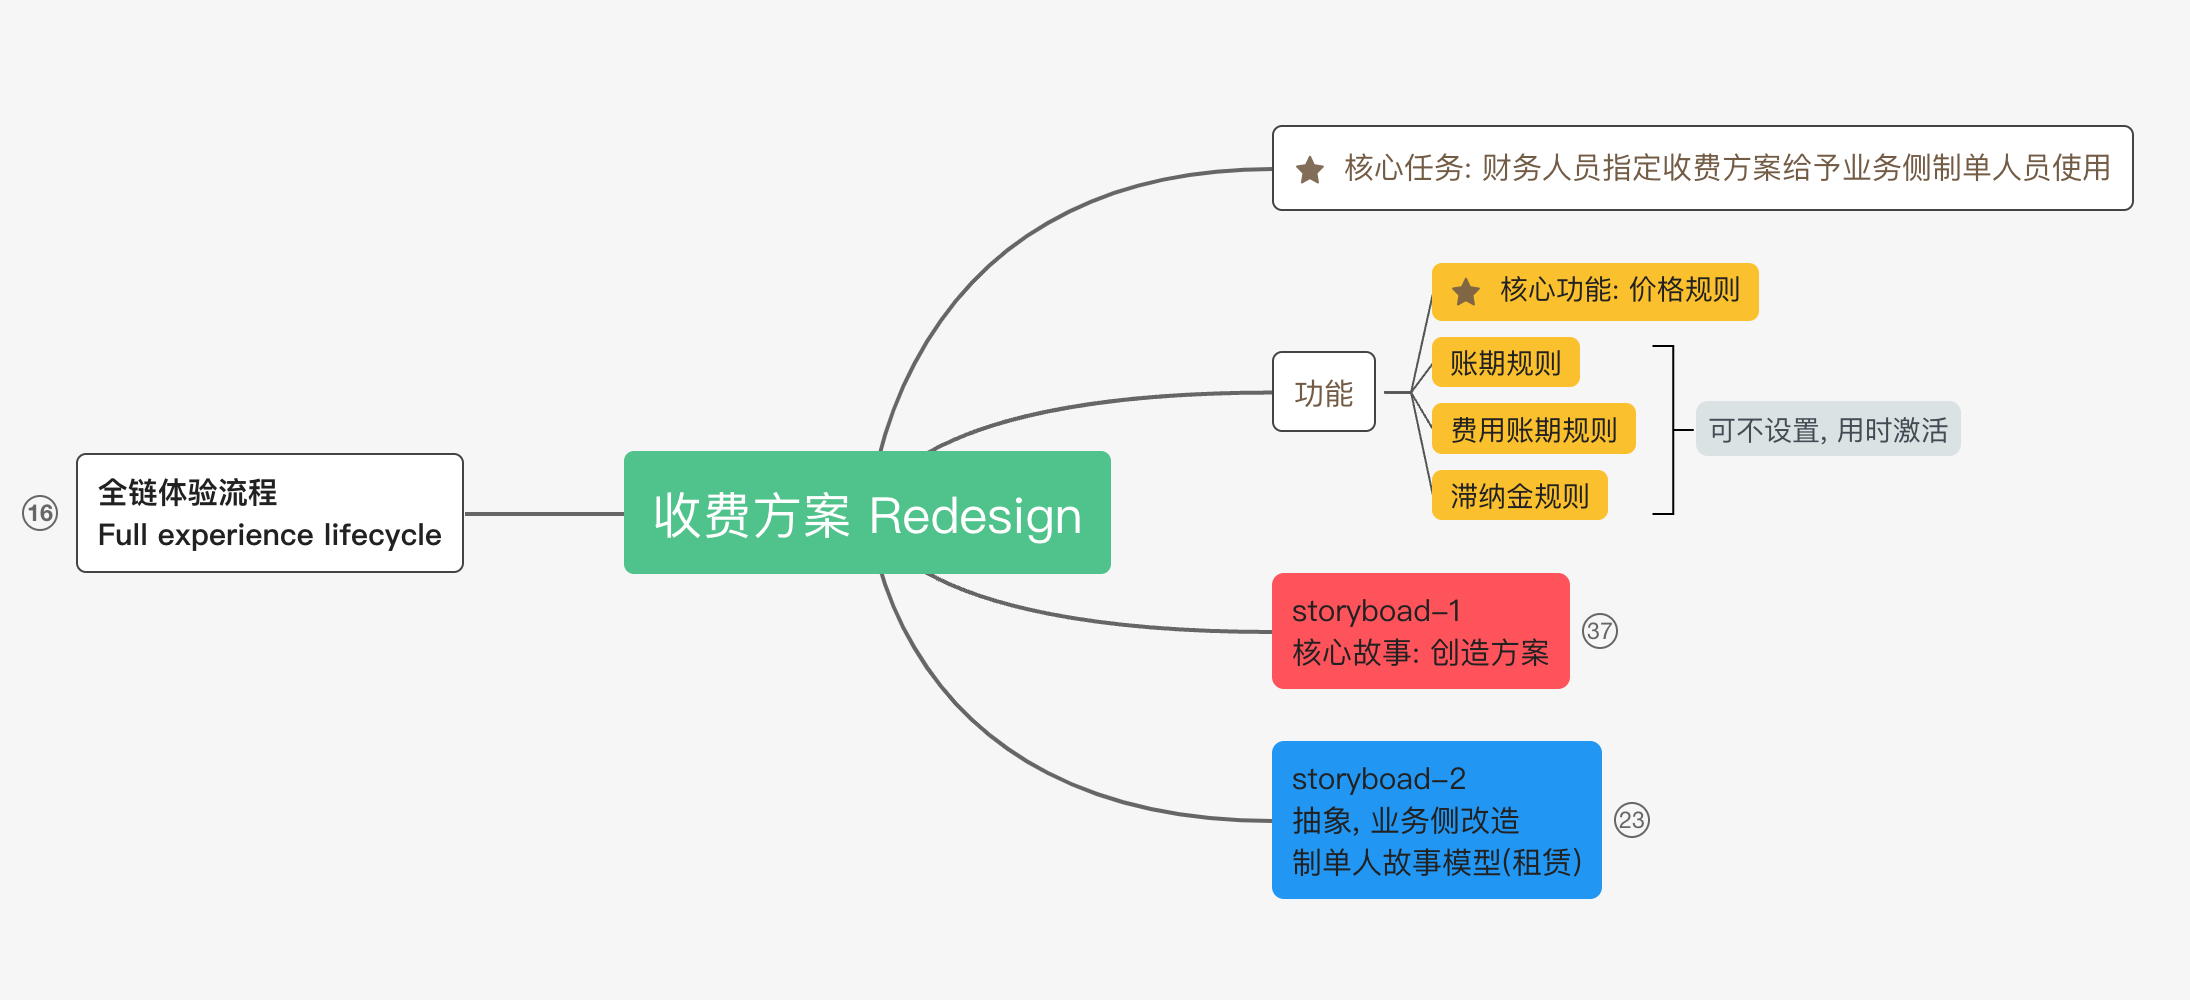 核心任务: 财务人员指定收费方案给予业务侧制单人员使用
核心功能: 价格规则
账期规则
功能
费用账期规则
可不设置, 用时激活
滞纳金规则
16
全链体验流程
Full experience lifecycle
收费方案 Redesign
storyboad-1
核心故事: 创造方案
37
storyboad-2
抽象, 业务侧改造
制单人故事模型(租赁)
23